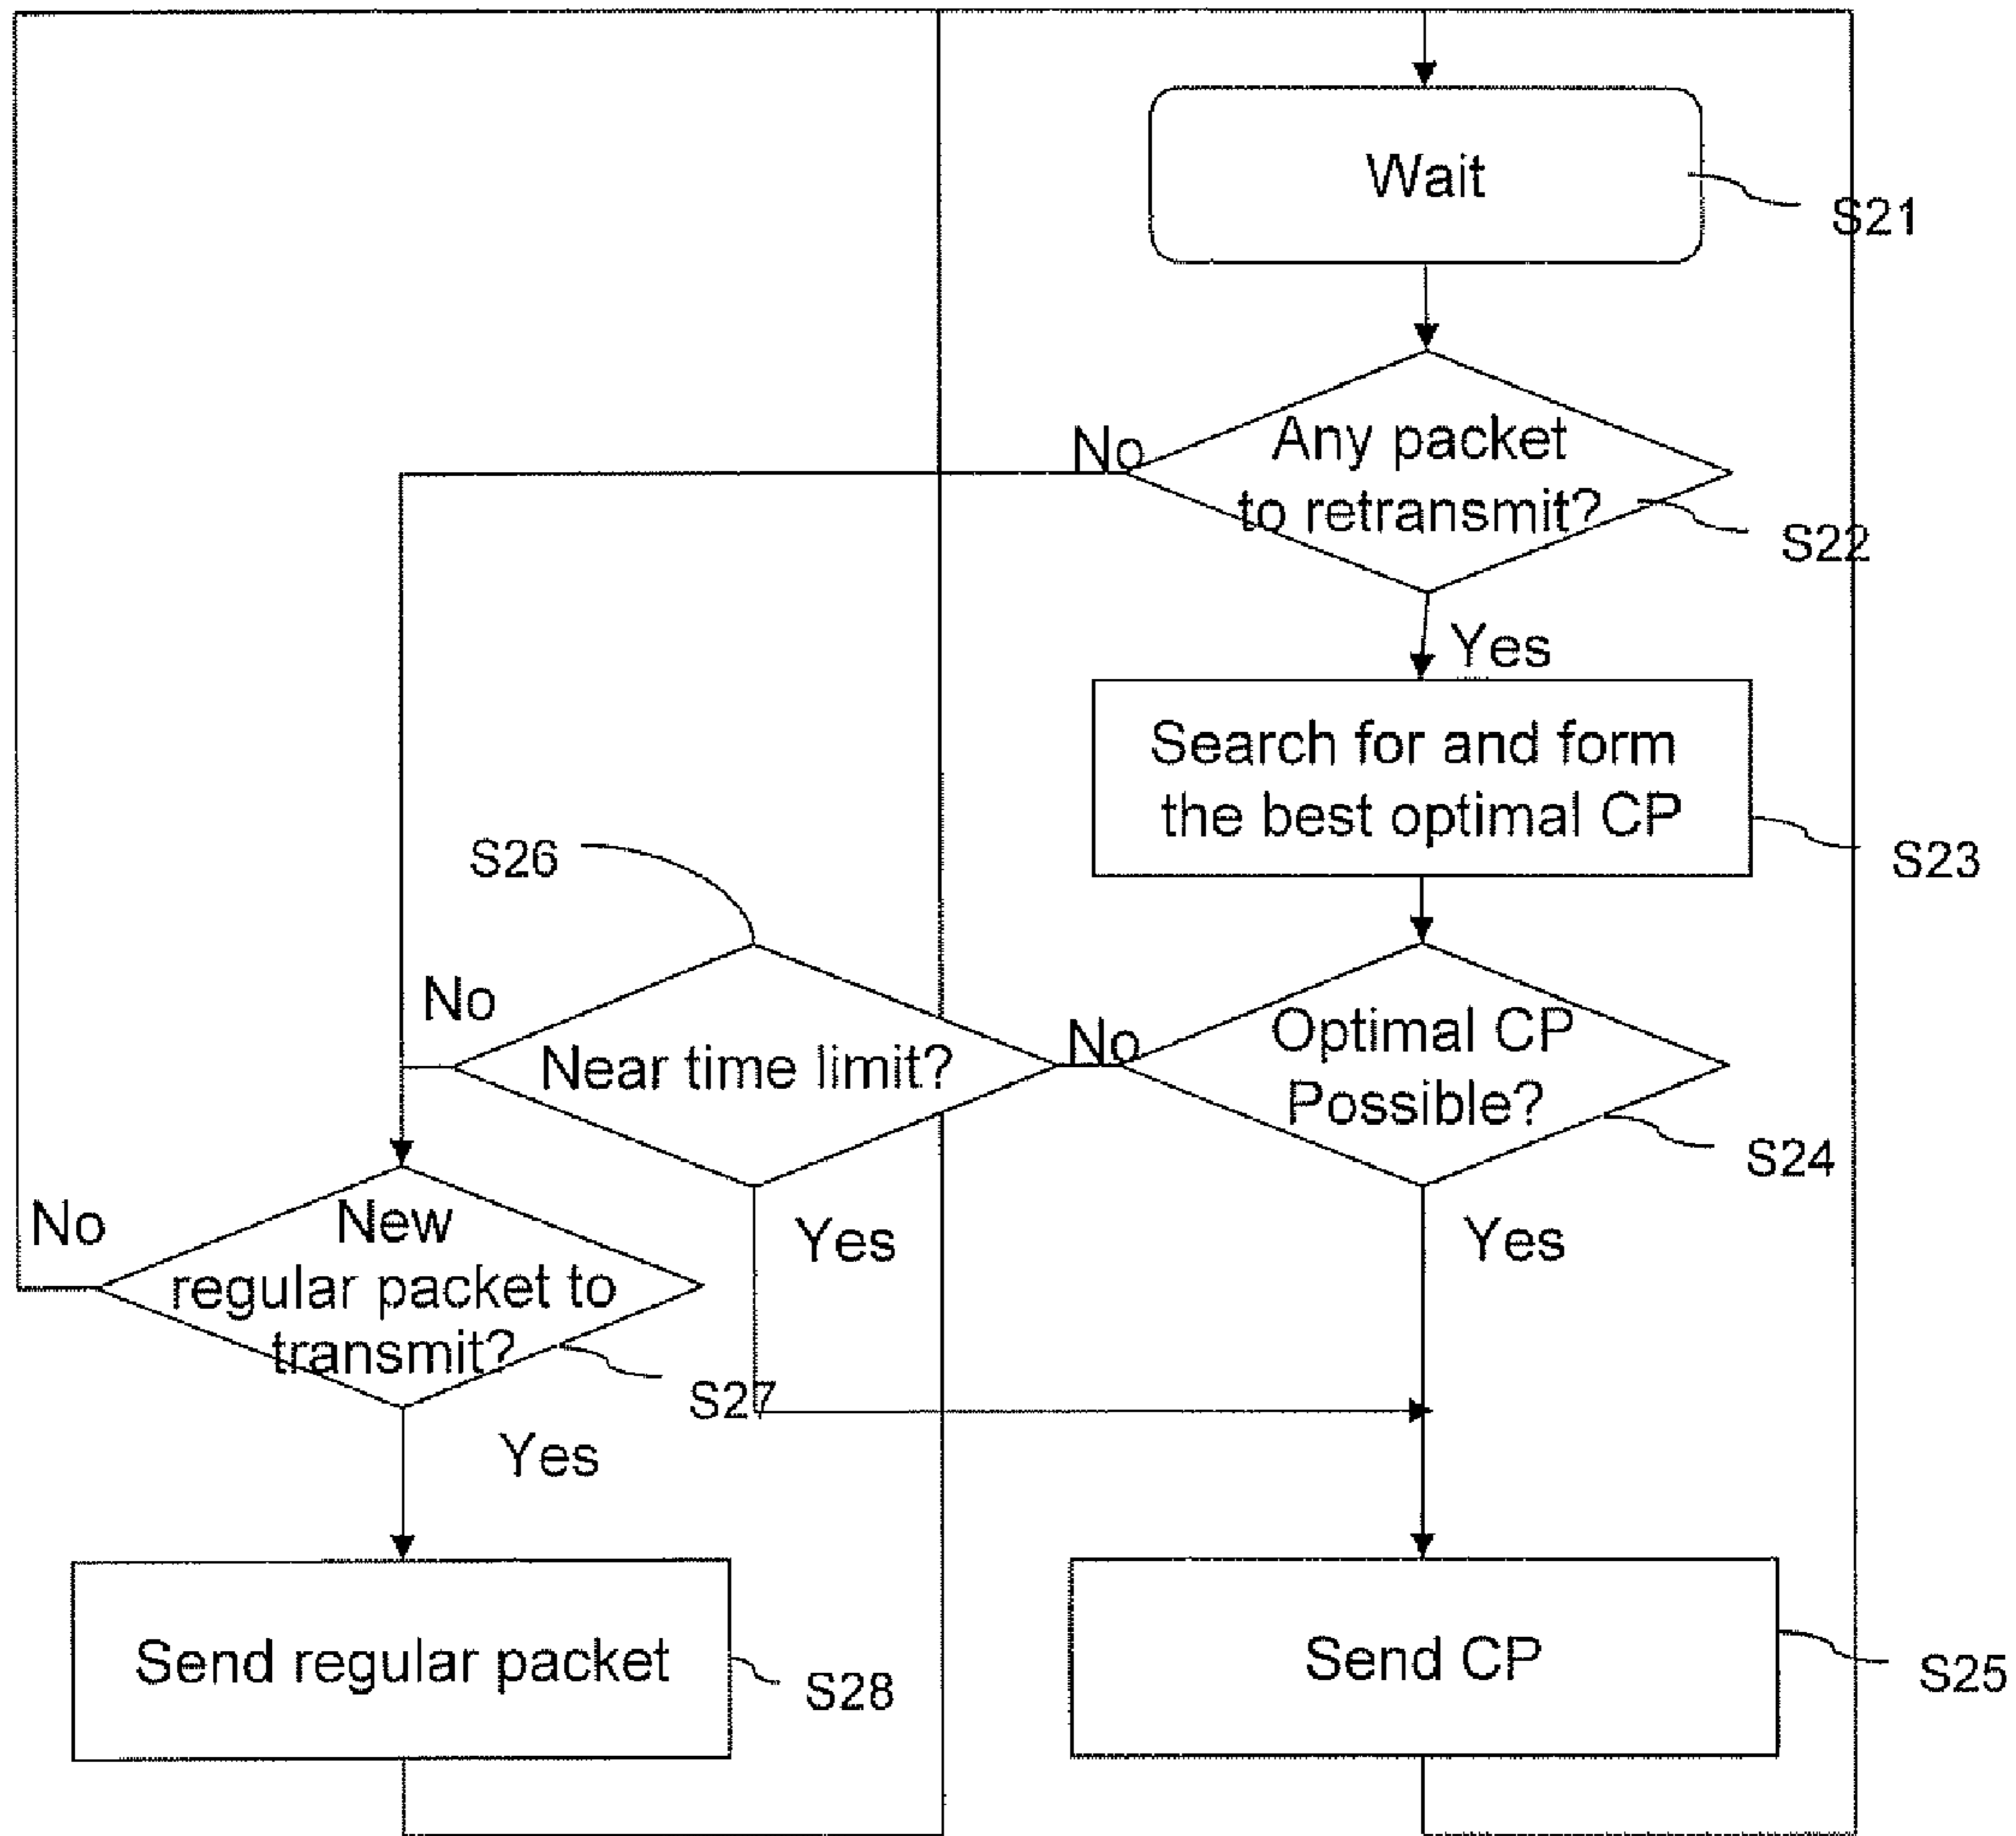 Wait
S21
No
Any packet
to retransmit?
S22
Yes
Search for and form
the best optimal CP
S23
S26
No
Near time limit?
No
Optimal CP
Possible?
S24
No
New
regular packet to
transmit?
S27
Yes
Yes
Yes
Send regular packet
S28
Send CP
S25